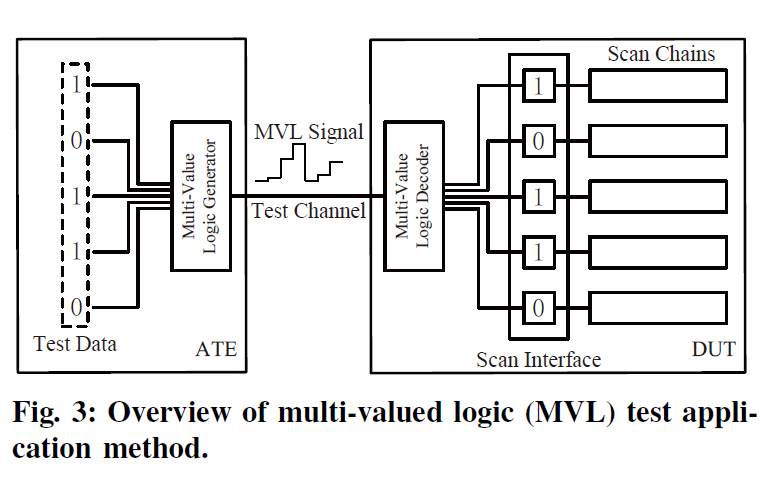 Scan Chains
1
0
1
1
0
Multi-Value
Logic Generator
MVL Signal
Test Channel
Multi-Value
Logic Decoder
1
0
1
1
0
Test Data
ATE
Scan Interface
DUT
Fig. 3: Overview of multi-valued logic (MVL) test appli-
cation method.